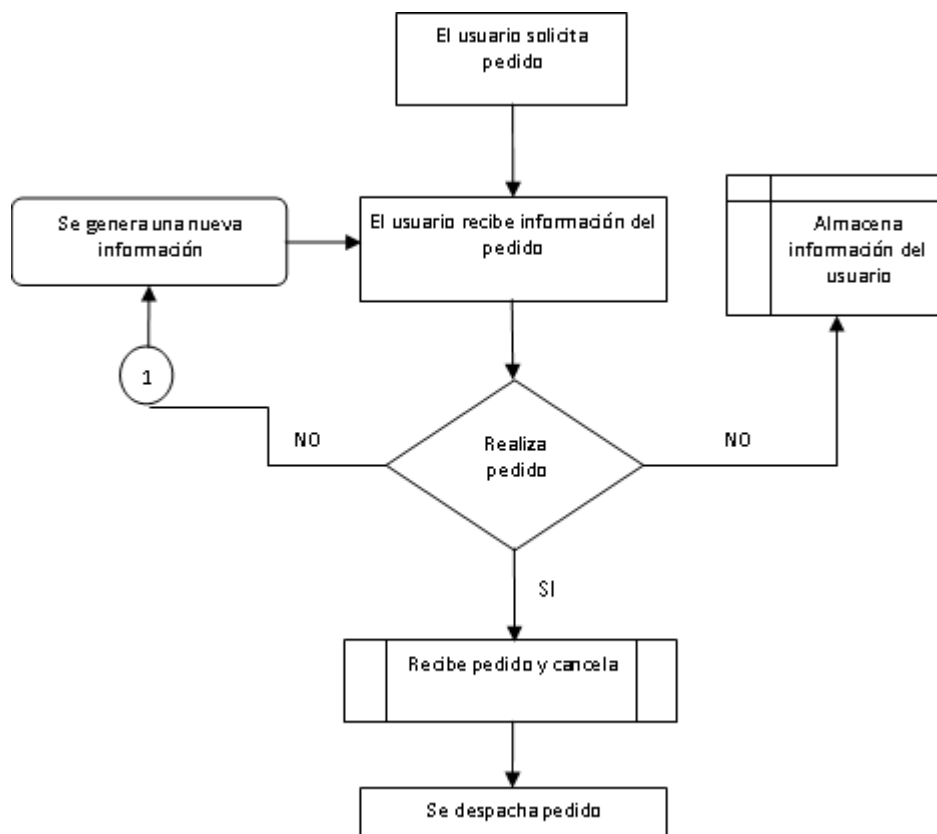 El usuario solicita
pedido
Se genera una nueva
información
El usuario recibe información del
pedido
Almacena
información del
usuario
1
NO
Realiza
pedido
NO
SI
Recibe pedido y cancela
Se despacha pedido